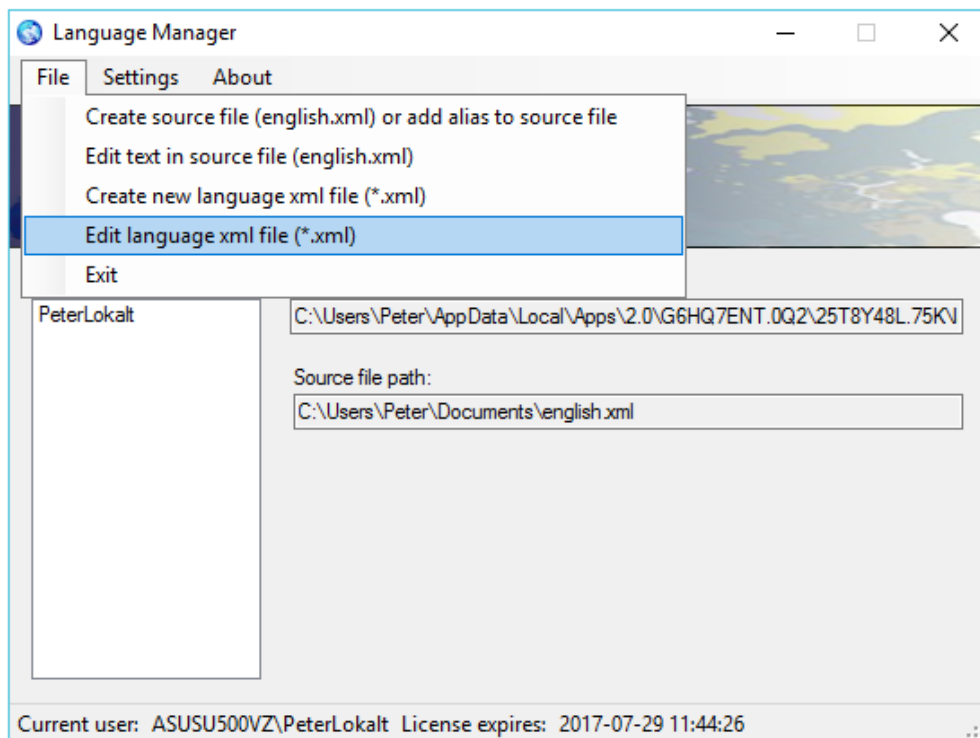 Language Manager
File Settings About
Create source file (english.xml) or add alias to source file
Edit text in source file (english.xml)
Create new language xml file (*.xml)
Edit language xml file (*.xml)
Exit
PeterLokalt
C:\Users\Peter\AppData\Local\Apps\2.0\G6HQ7ENT.0Q2\25T8Y48L.75K\
Source file path:
C:\Users\Peter\Documents\english.xml
Current user: ASUSU500VZ\PeterLokalt License expires: 2017-07-29 11:44:26